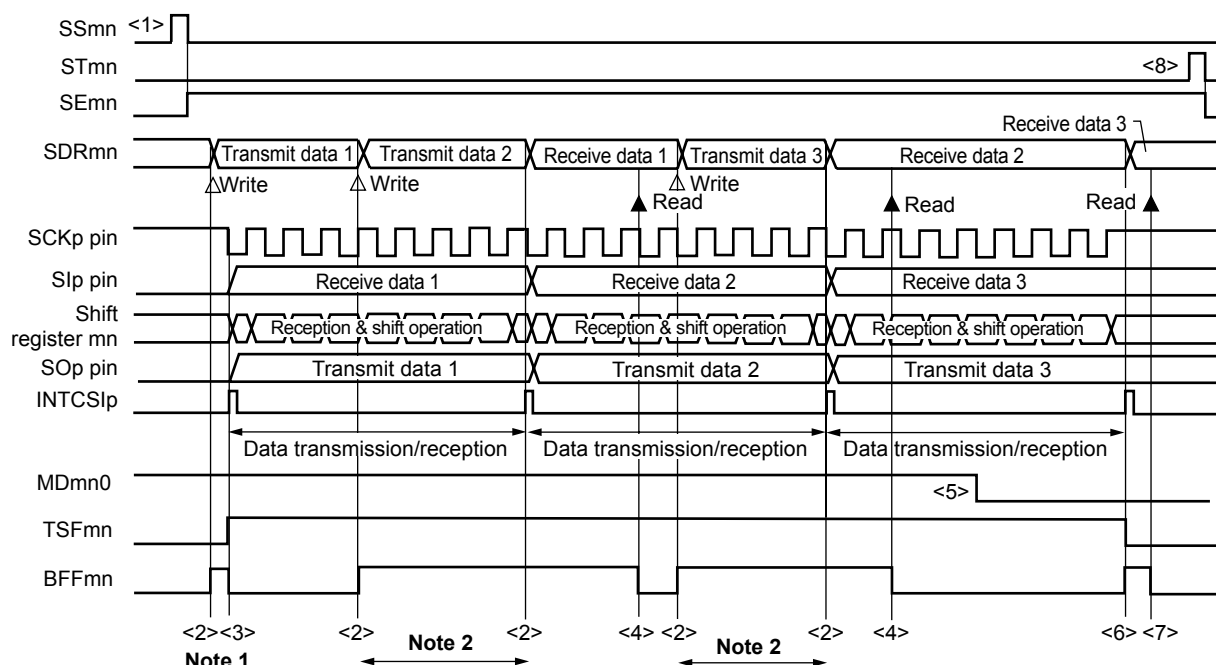 SSmn <1>
STmn <8>
SEmn
Receive data 3
SDRmn Transmit data 1 Transmit data 2 Receive data 1 Transmit data 3 Receive data 2
Write Write Write
Read Read Read
SCKp pin
SIp pin Receive data 1 Receive data 2 Receive data 3
Shift
register mn Reception & shift operation Reception & shift operation Reception & shift operation
SOp pin Transmit data 1 Transmit data 2 Transmit data 3
INTCSIp
Data transmission/reception Data transmission/reception Data transmission/reception
MDmn0 <5>
TSFmn
BFFmn
<2> <3> <2> <2> <4> <2> <2> <4> <6> <7>
Note 1 Note 2 Note 2